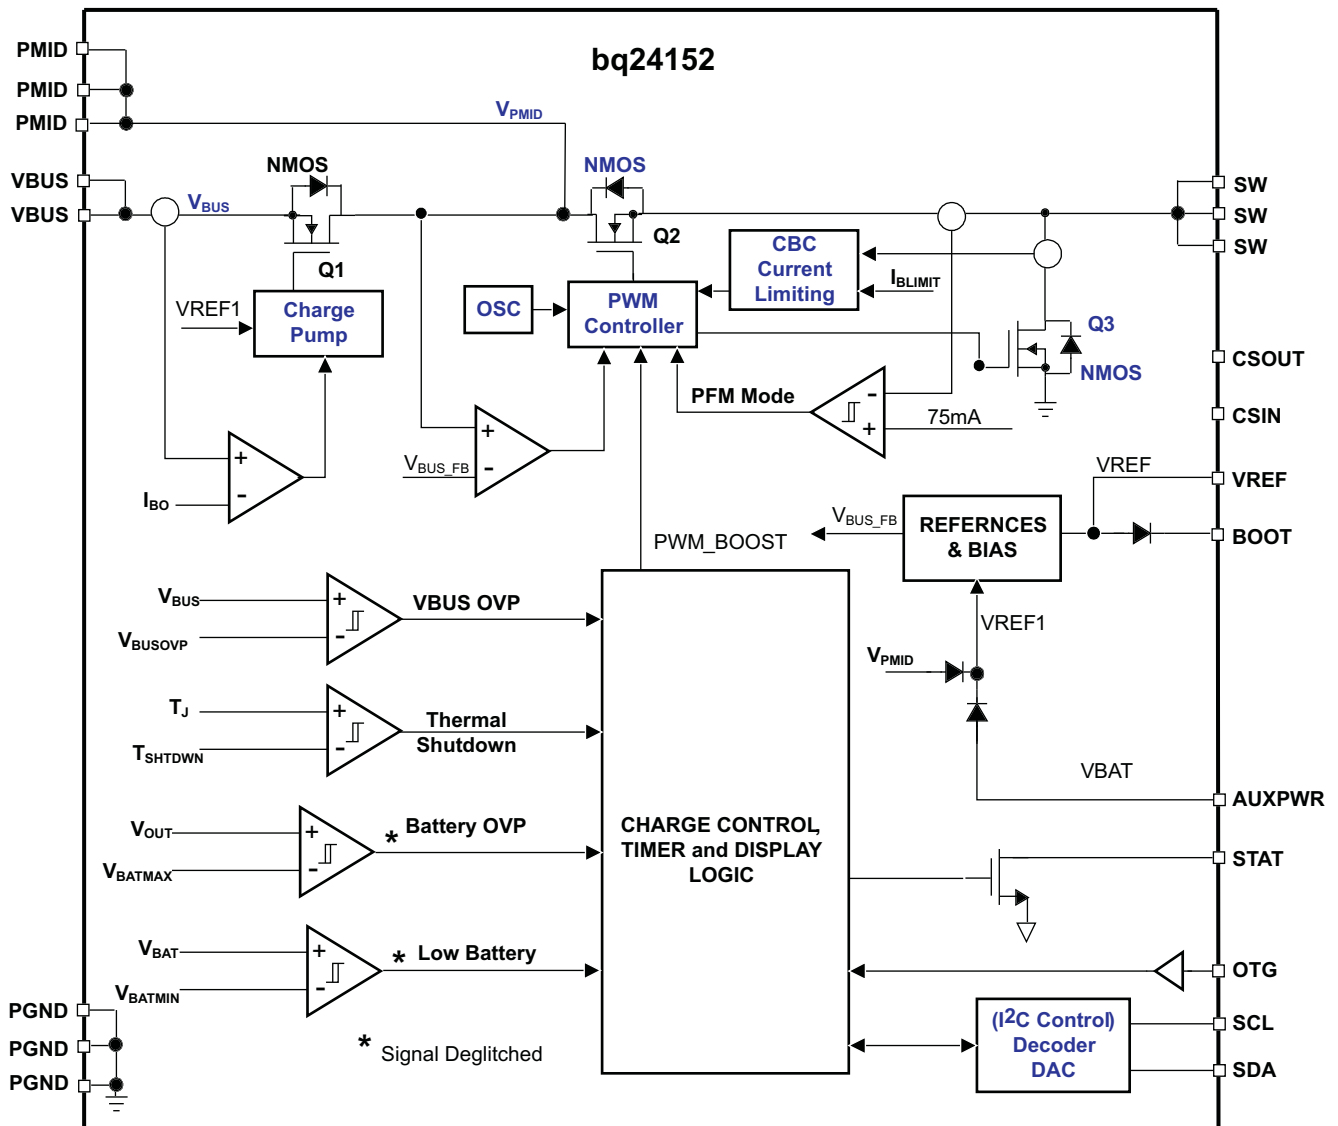 bq24152
PMID
PMID
PMID
VPMID
VBUS
VBUS
VBUS
NMOS
Q1
NMOS
Q2
SW
SW
SW
CBC
Current
Limiting
IBLIMIT
VREF1
Charge
Pump
OSC
PWM
Controller
Q3
NMOS
CSOUT
CSIN
PFM Mode
-
+
75mA
+
-
VBUS_FB
+
-
IBO
VREF
VREF
BOOT
VBUS_FB
REFERNCES
& BIAS
PWM_BOOST
VREF1
VPMID
VBAT
AUXPWR
VBUS
VBUSOVP
+
-
VBUS OVP
TJ
TSHTDWN
+
-
Thermal
Shutdown
VOUT
VBATMAX
+
-
* Battery OVP
VBAT
VBATMIN
+
-
* Low Battery
CHARGE CONTROL,
TIMER and DISPLAY
LOGIC
STAT
OTG
(I2C Control)
Decoder
DAC
SCL
SDA
PGND
PGND
PGND
* Signal Deglitched